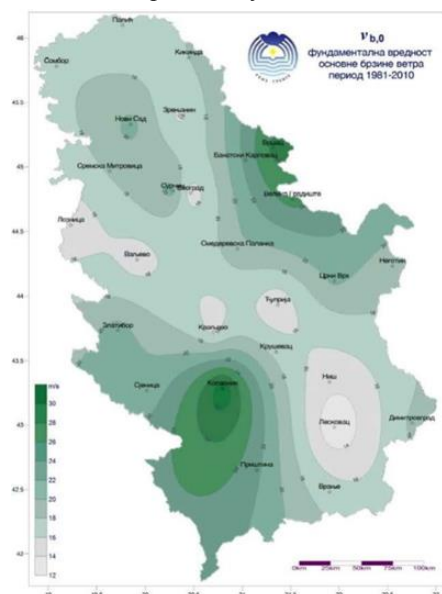 v b,0
фундаментална вредност
основне брзине ветра
период 1981-2010
Палић
46
Сомбор
Кикинда
45.5
Зрењанин
Нови Сад
Вршац
Банатски Карловац
45
Сремска Митровица
Београд
Велико Градиште
Лозница
44.5
Смедеревска Паланка
Неготин
Ваљево
Црни Врх
44
Ћуприја
Златибор
Краљево
Крушевац
43.5
Ниш
Сјеница
Копаоник
m/s
30
28
26
24
22
20
18
16
14
12
Димитровград
43
Лесковац
Приштина
42.5
Врање
42
0km 25km 50km 75km 100km